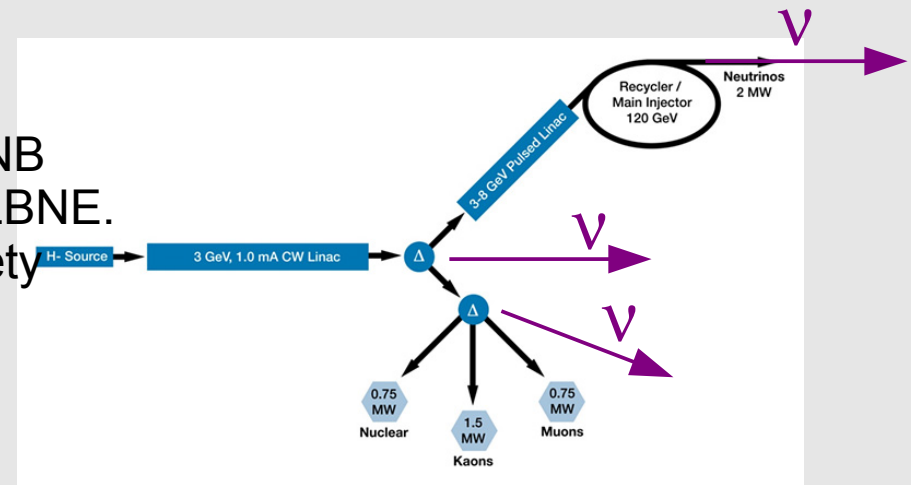 ν
Neutrinos
2 MW
Recycler /
Main Injector
120 GeV
3-8 GeV Pulsed Linac
NB
LBNE.
ety
H- Source
3 GeV, 1.0 mA CW Linac
Δ
ν
Δ
ν
0.75
MW
Nuclear
1.5
MW
Kaons
0.75
MW
Muons